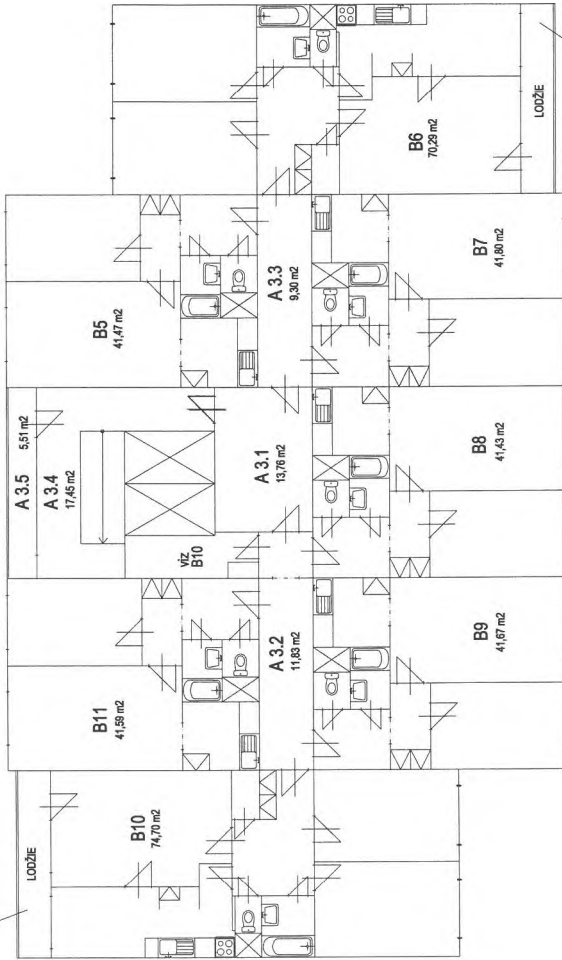 LODŽIE
B10
74,70 m2
B11
41,59 m2
A 3.5 5,51 m2
A 3.4
17,45 m2
B5
41,47 m2
viz
B10
A 3.2
11,83 m2
A 3.1
13,76 m2
A 3.3
9,30 m2
B9
41,67 m2
B8
41,43 m2
B7
41,80 m2
B6
70,29 m2
LODŽIE